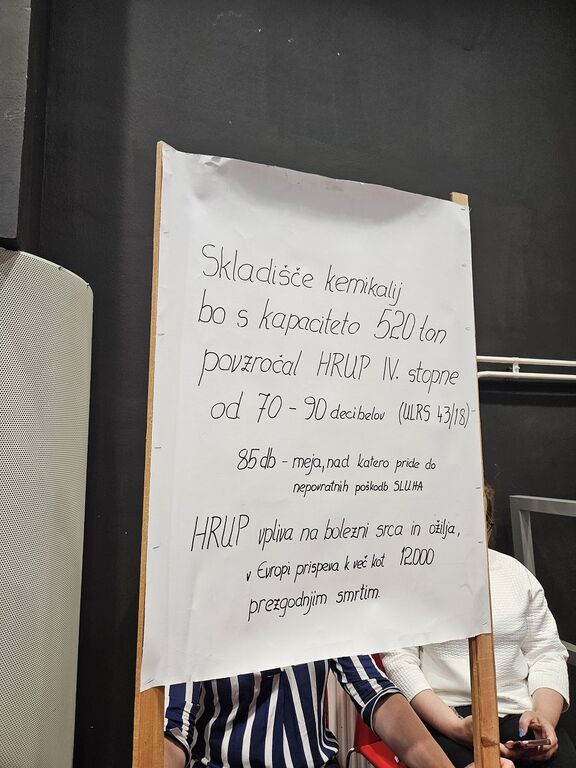 Skladišče kemikalij
bo s kapaciteto 520 ton
povzročal HRUP IV. stopne
od 70 - 90 decibelov (ULRS 43/18)
85 db - meja, nad katero pride do
nepovratnih poškodb SLUHA
HRUP vpliva na bolezni srca in ožilja,
v Evropi prispeva k več kot 12.000
prezgodnjim smrtim.